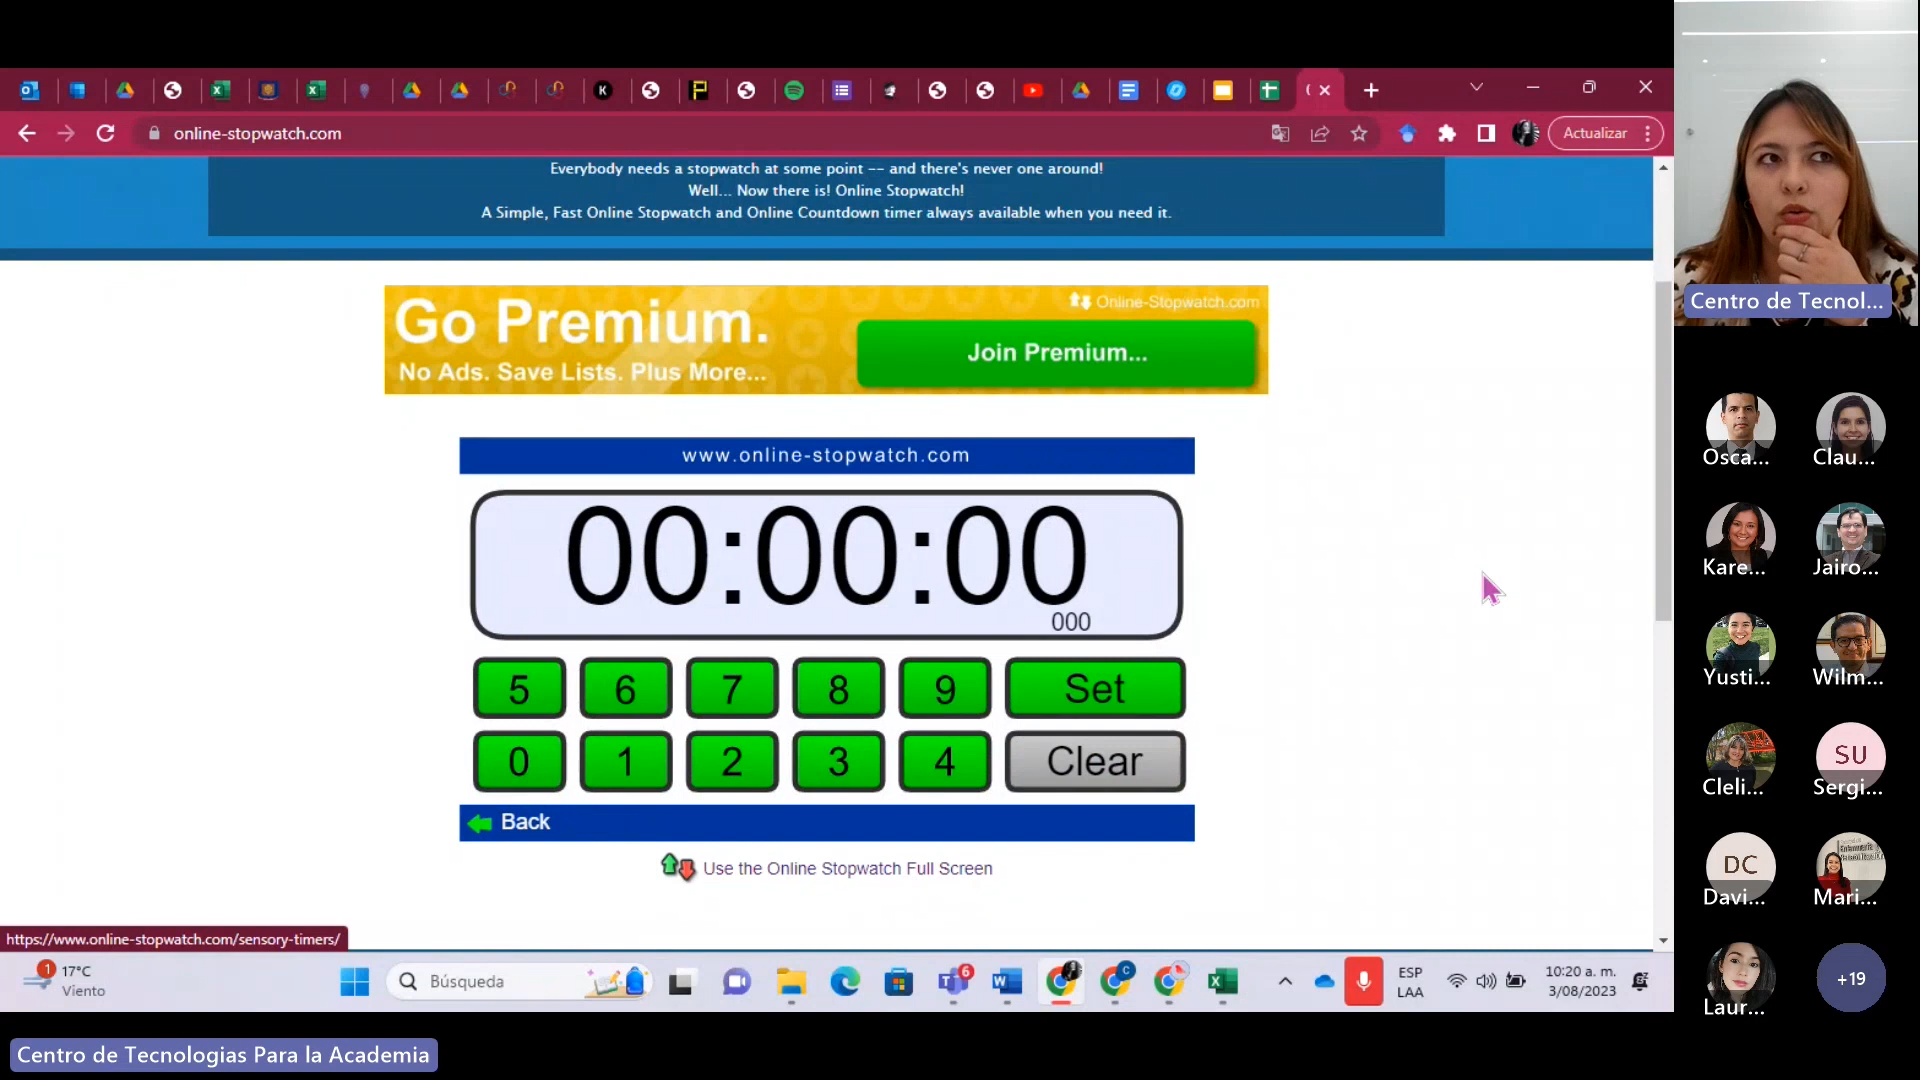 online-stopwatch.com
Actualizar
Everybody needs a stopwatch at some point -- and there's never one around!
Well... Now there is! Online Stopwatch!
A Simple, Fast Online Stopwatch and Online Countdown timer always available when you need it.
Go Premium.
No Ads. Save Lists. Plus More...
Online-Stopwatch.com
Join Premium...
www.online-stopwatch.com
00:00:00
000
5 6 7 8 9 Set
0 1 2 3 4 Clear
Back
Use the Online Stopwatch Full Screen
https://www.online-stopwatch.com/sensory-timers/
1
17°C
Viento
Búsqueda
6
ESP
LAA
10:20 a. m.
3/08/2023
Centro de Tecnol...
Osca...
Clau...
Kare...
Jairo...
Yusti...
Wilm...
Cleli...
SU
Sergi...
DC
Davi...
Mari...
Laur...
+19
Centro de Tecnologias Para la Academia